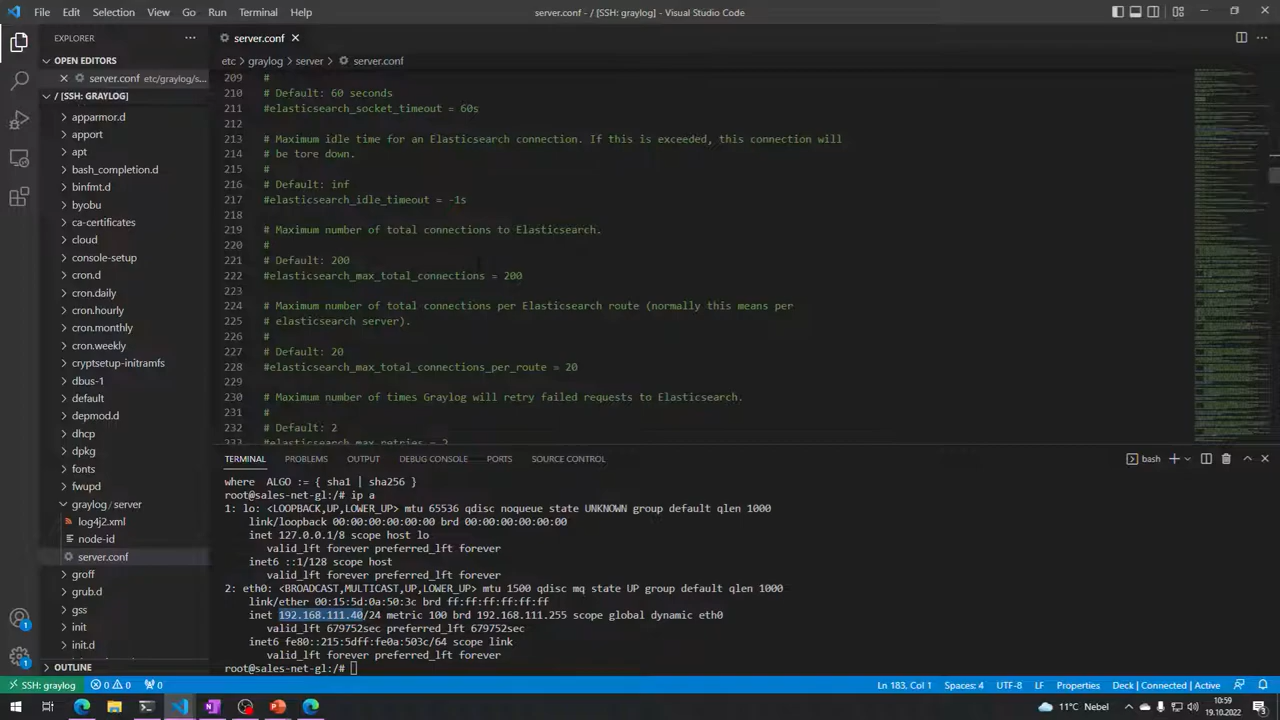 File Edit Selection View Go Run Terminal Help
server.conf - / [SSH: graylog] - Visual Studio Code
EXPLORER
OPEN EDITORS
server.conf etc/graylog/s...
/ [SSH: GRAYLOG]
apparmor.d
apport
apt
bash_completion.d
binfmt.d
byobu
ca-certificates
cloud
console-setup
cron.d
cron.daily
cron.hourly
cron.monthly
cron.weekly
cryptsetup-initramfs
dbus-1
default
depmod.d
dhcp
dpkg
fonts
fwupd
graylog / server
log4j2.xml
node-id
server.conf
groff
grub.d
gss
init
init.d
OUTLINE
server.conf
etc > graylog > server > server.conf
209 #
210 # Default: 60 seconds
211 #elasticsearch_socket_timeout = 60s
212
213 # Maximum idle time for an Elasticsearch connection. If this is exceeded, this connection will
214 # be tore down.
215 #
216 # Default: inf
217 #elasticsearch_idle_timeout = -1s
218
219 # Maximum number of total connections to Elasticsearch.
220 #
221 # Default: 200
222 #elasticsearch_max_total_connections = 200
223
224 # Maximum number of total connections per Elasticsearch route (normally this means per
225 # elasticsearch server).
226 #
227 # Default: 20
228 #elasticsearch_max_total_connections_per_route = 20
229
230 # Maximum number of times Graylog will retry failed requests to Elasticsearch.
231 #
232 # Default: 2
233 #elasticsearch_max_retries = 2
TERMINAL PROBLEMS OUTPUT DEBUG CONSOLE PORTS SOURCE CONTROL
bash
where ALGO := { sha1 | sha256 }
root@sales-net-gl:/# ip a
1: lo: <LOOPBACK,UP,LOWER_UP> mtu 65536 qdisc noqueue state UNKNOWN group default qlen 1000
link/loopback 00:00:00:00:00:00 brd 00:00:00:00:00:00
inet 127.0.0.1/8 scope host lo
valid_lft forever preferred_lft forever
inet6 ::1/128 scope host
valid_lft forever preferred_lft forever
2: eth0: <BROADCAST,MULTICAST,UP,LOWER_UP> mtu 1500 qdisc mq state UP group default qlen 1000
link/ether 00:15:5d:0a:50:3c brd ff:ff:ff:ff:ff:ff
inet 192.168.111.40/24 metric 100 brd 192.168.111.255 scope global dynamic eth0
valid_lft 679752sec preferred_lft 679752sec
inet6 fe80::215:5dff:fe0a:503c/64 scope link
valid_lft forever preferred_lft forever
root@sales-net-gl:/#
SSH: graylog 0 0 0
Ln 183, Col 1 Spaces: 4 UTF-8 LF Properties Deck | Connected | Active
11°C Nebel
10:59
19.10.2022
3